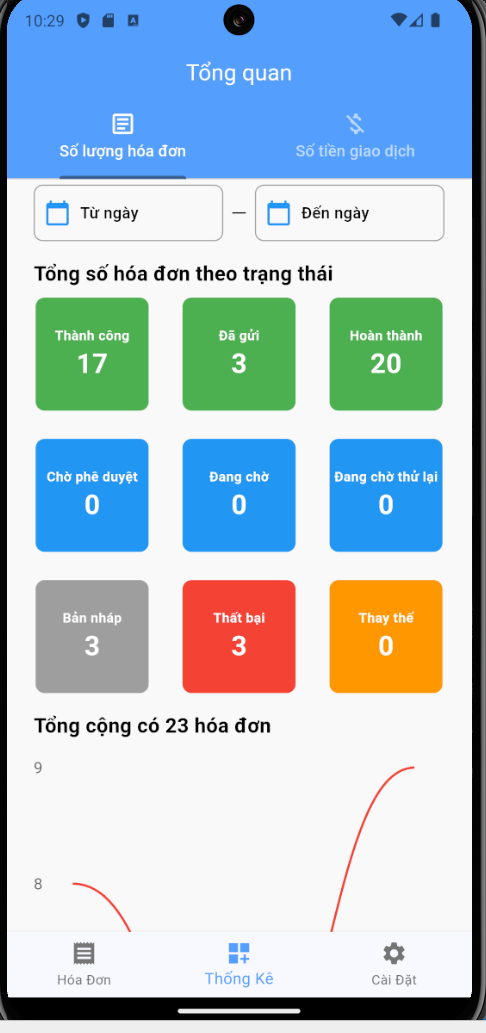 10:29
Tổng quan
Số lượng hóa đơn
Số tiền giao dịch
Từ ngày
—
Đến ngày
Tổng số hóa đơn theo trạng thái
Thành công
17
Đã gửi
3
Hoàn thành
20
Chờ phê duyệt
0
Đang chờ
0
Đang chờ thử lại
0
Bản nháp
3
Thất bại
3
Thay thế
0
Tổng cộng có 23 hóa đơn
9
8
Hóa Đơn
Thống Kê
Cài Đặt